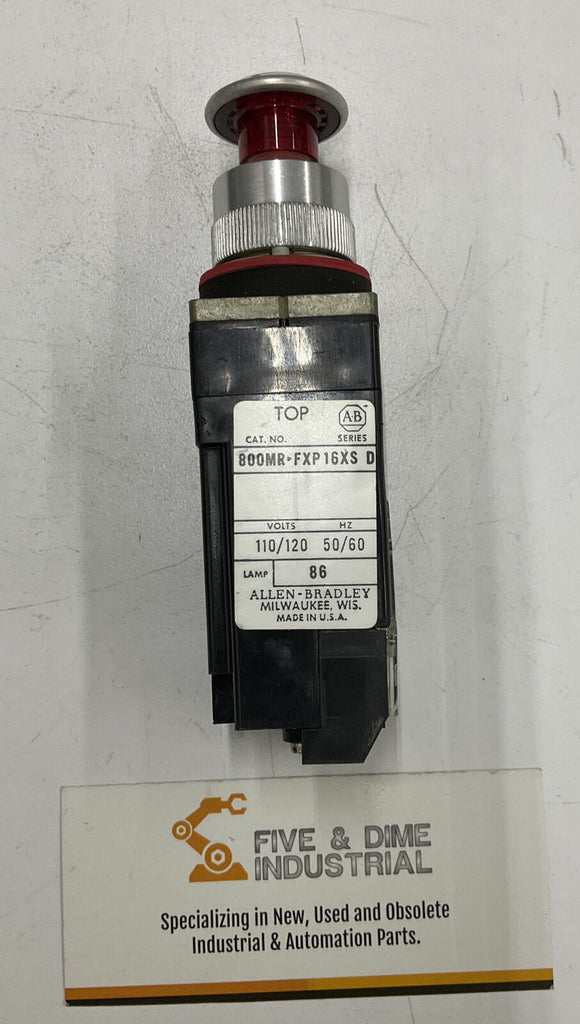 TOP
A-B
CAT. NO. SERIES
800MR-FXP16XS D
VOLTS HZ
110/120 50/60
LAMP 86
ALLEN-BRADLEY
MILWAUKEE, WIS.
MADE IN U.S.A.
FIVE & DIME
INDUSTRIAL
Specializing in New, Used and Obsolete
Industrial & Automation Parts.